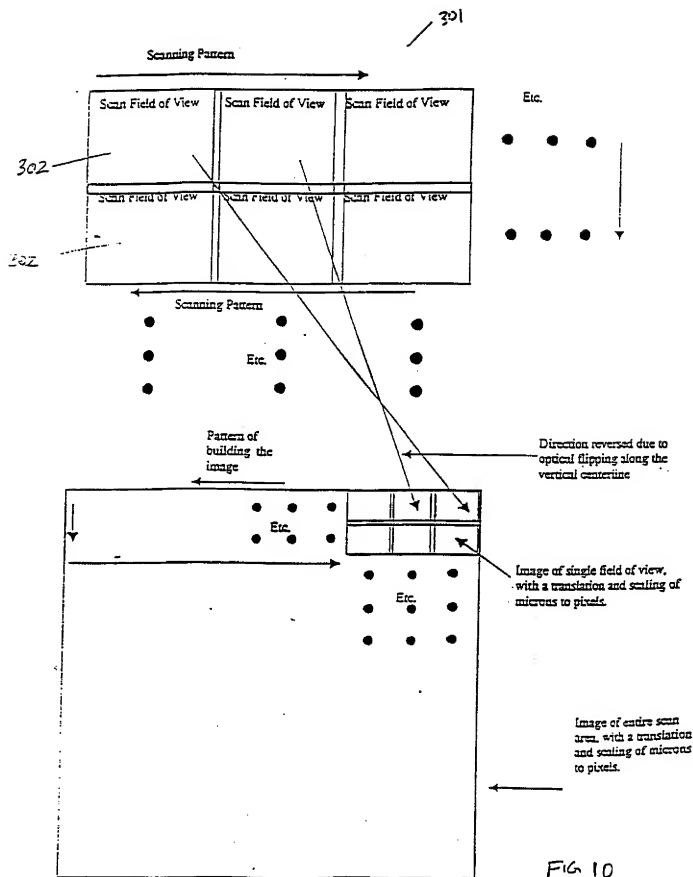 301
Scanning Pattern
Scan Field of View Scan Field of View Scan Field of View
Etc.
302
Scan Field of View Scan Field of View Scan Field of View
302
Scanning Pattern
Etc.
Pattern of
building the
image
Direction reversed due to
optical flipping along the
vertical centerline
Etc.
Image of single field of view,
with a translation and scaling of
microns to pixels.
Etc.
Image of entire scan
area, with a translation
and scaling of microns
to pixels.
FIG 10